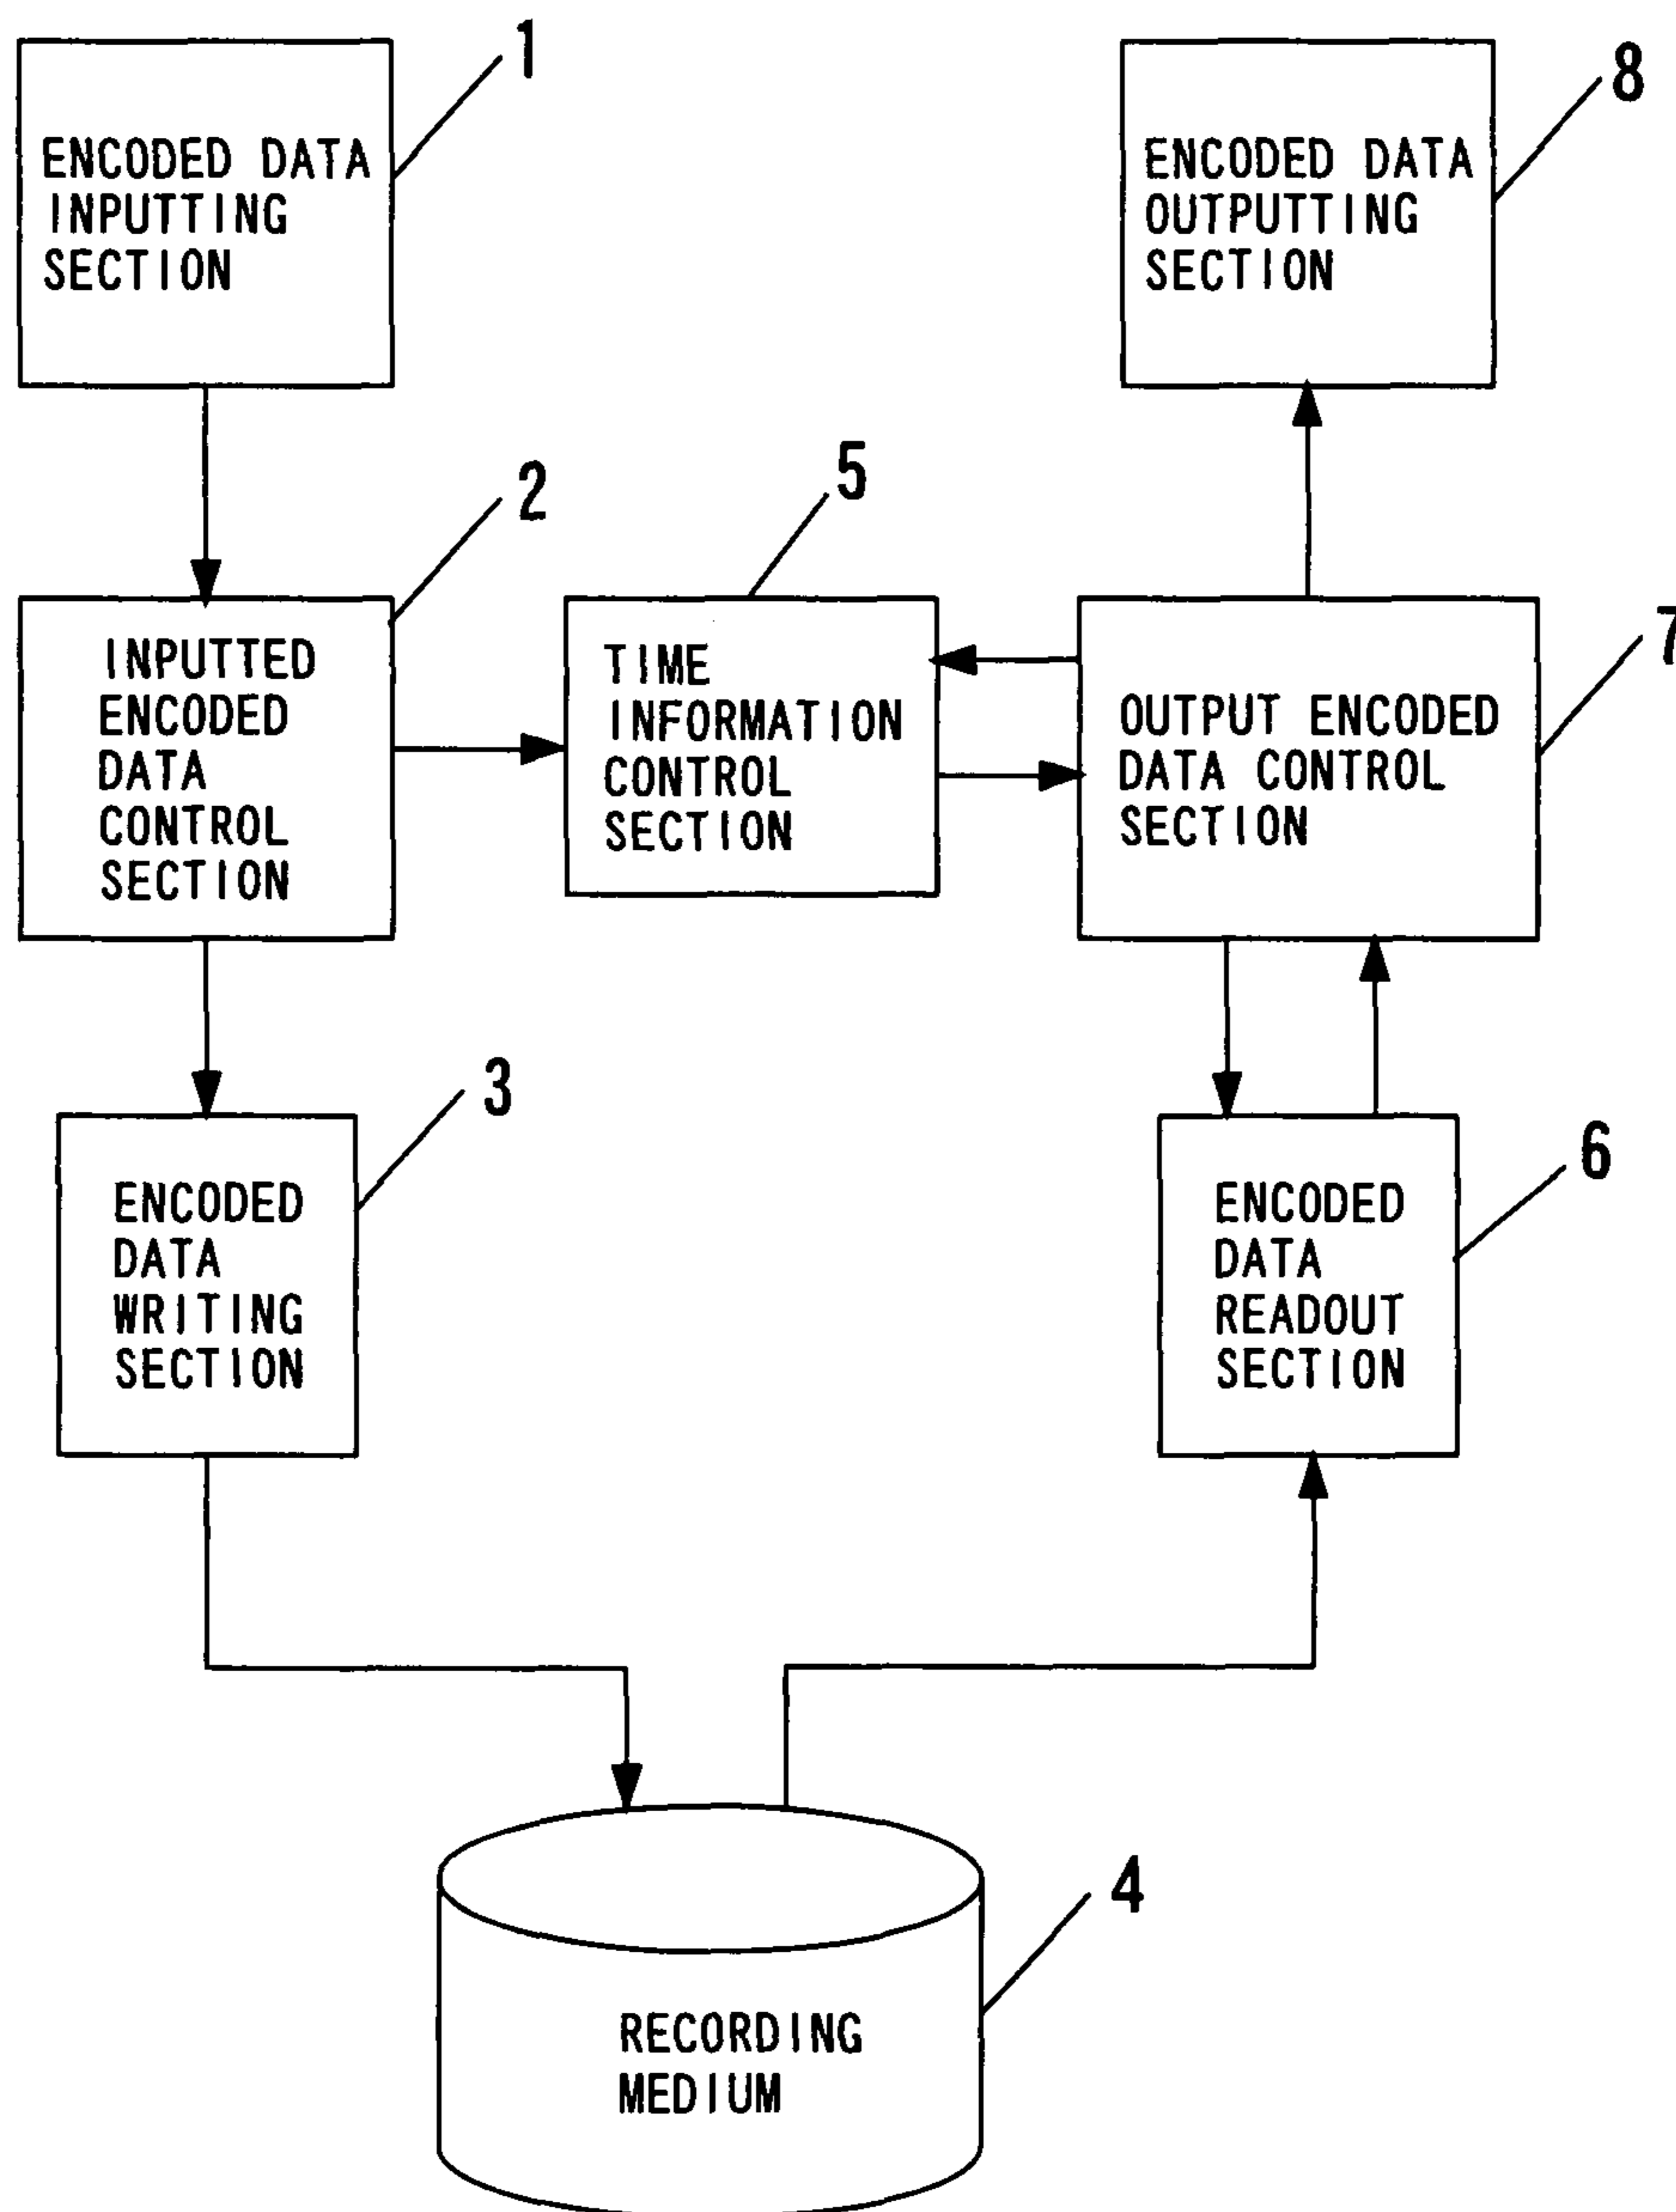 1
ENCODED DATA
INPUTTING
SECTION
8
ENCODED DATA
OUTPUTTING
SECTION
2
INPUTTED
ENCODED
DATA
CONTROL
SECTION
5
TIME
INFORMATION
CONTROL
SECTION
7
OUTPUT ENCODED
DATA CONTROL
SECTION
3
ENCODED
DATA
WRITING
SECTION
6
ENCODED
DATA
READOUT
SECTION
4
RECORDING
MEDIUM